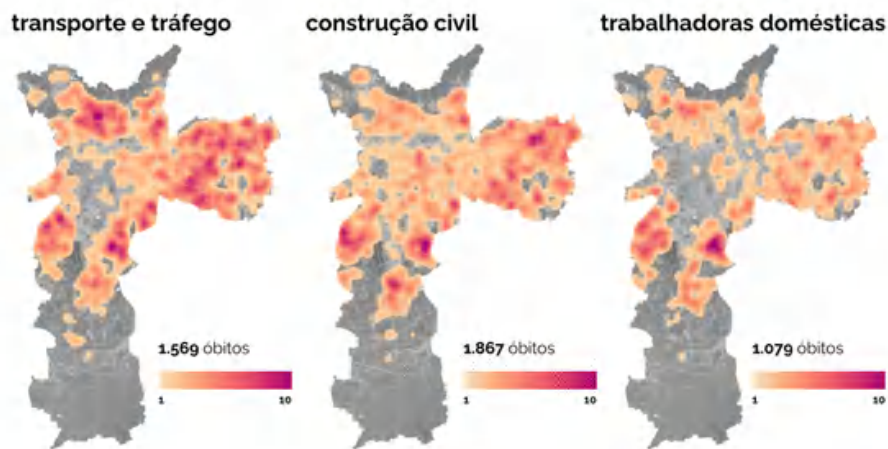 transporte e tráfego
construção civil
trabalhadoras domésticas
1.569 óbitos
1 10
1.867 óbitos
1 10
1.079 óbitos
1 10